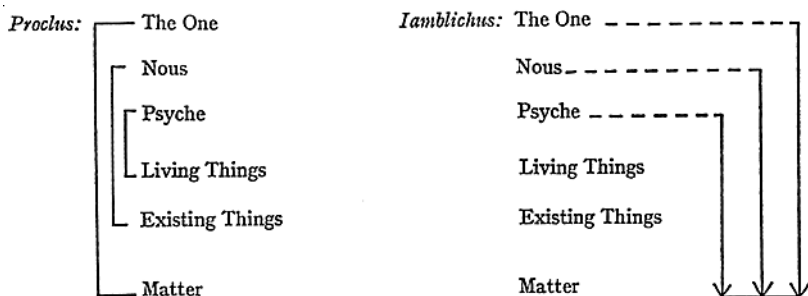 Proclus: The One
Nous
Psyche
Living Things
Existing Things
Matter
Iamblichus: The One
Nous
Psyche
Living Things
Existing Things
Matter